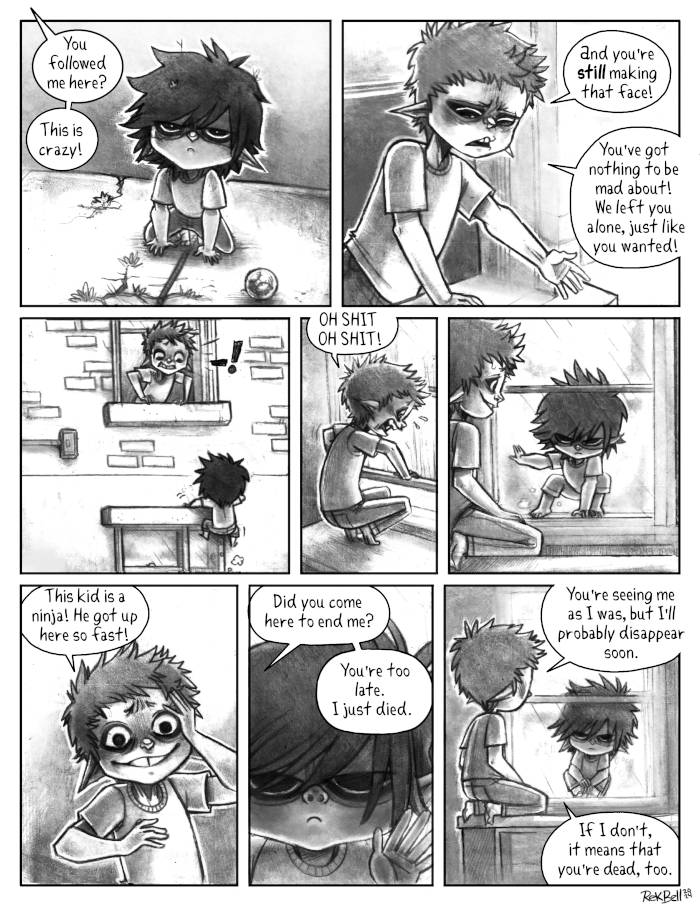 You
followed
me here?
This is
crazy!
and you're
still making
that face!
You've got
nothing to be
mad about!
We left you
alone, just like
you wanted!
!
OH SHIT
OH SHIT!
This kid is a
ninja! He got up
here so fast!
Did you come
here to end me?
You're too
late.
I just died.
You're seeing me
as I was, but I'll
probably disappear
soon.
If I don't,
it means that
you're dead, too.
RekBell